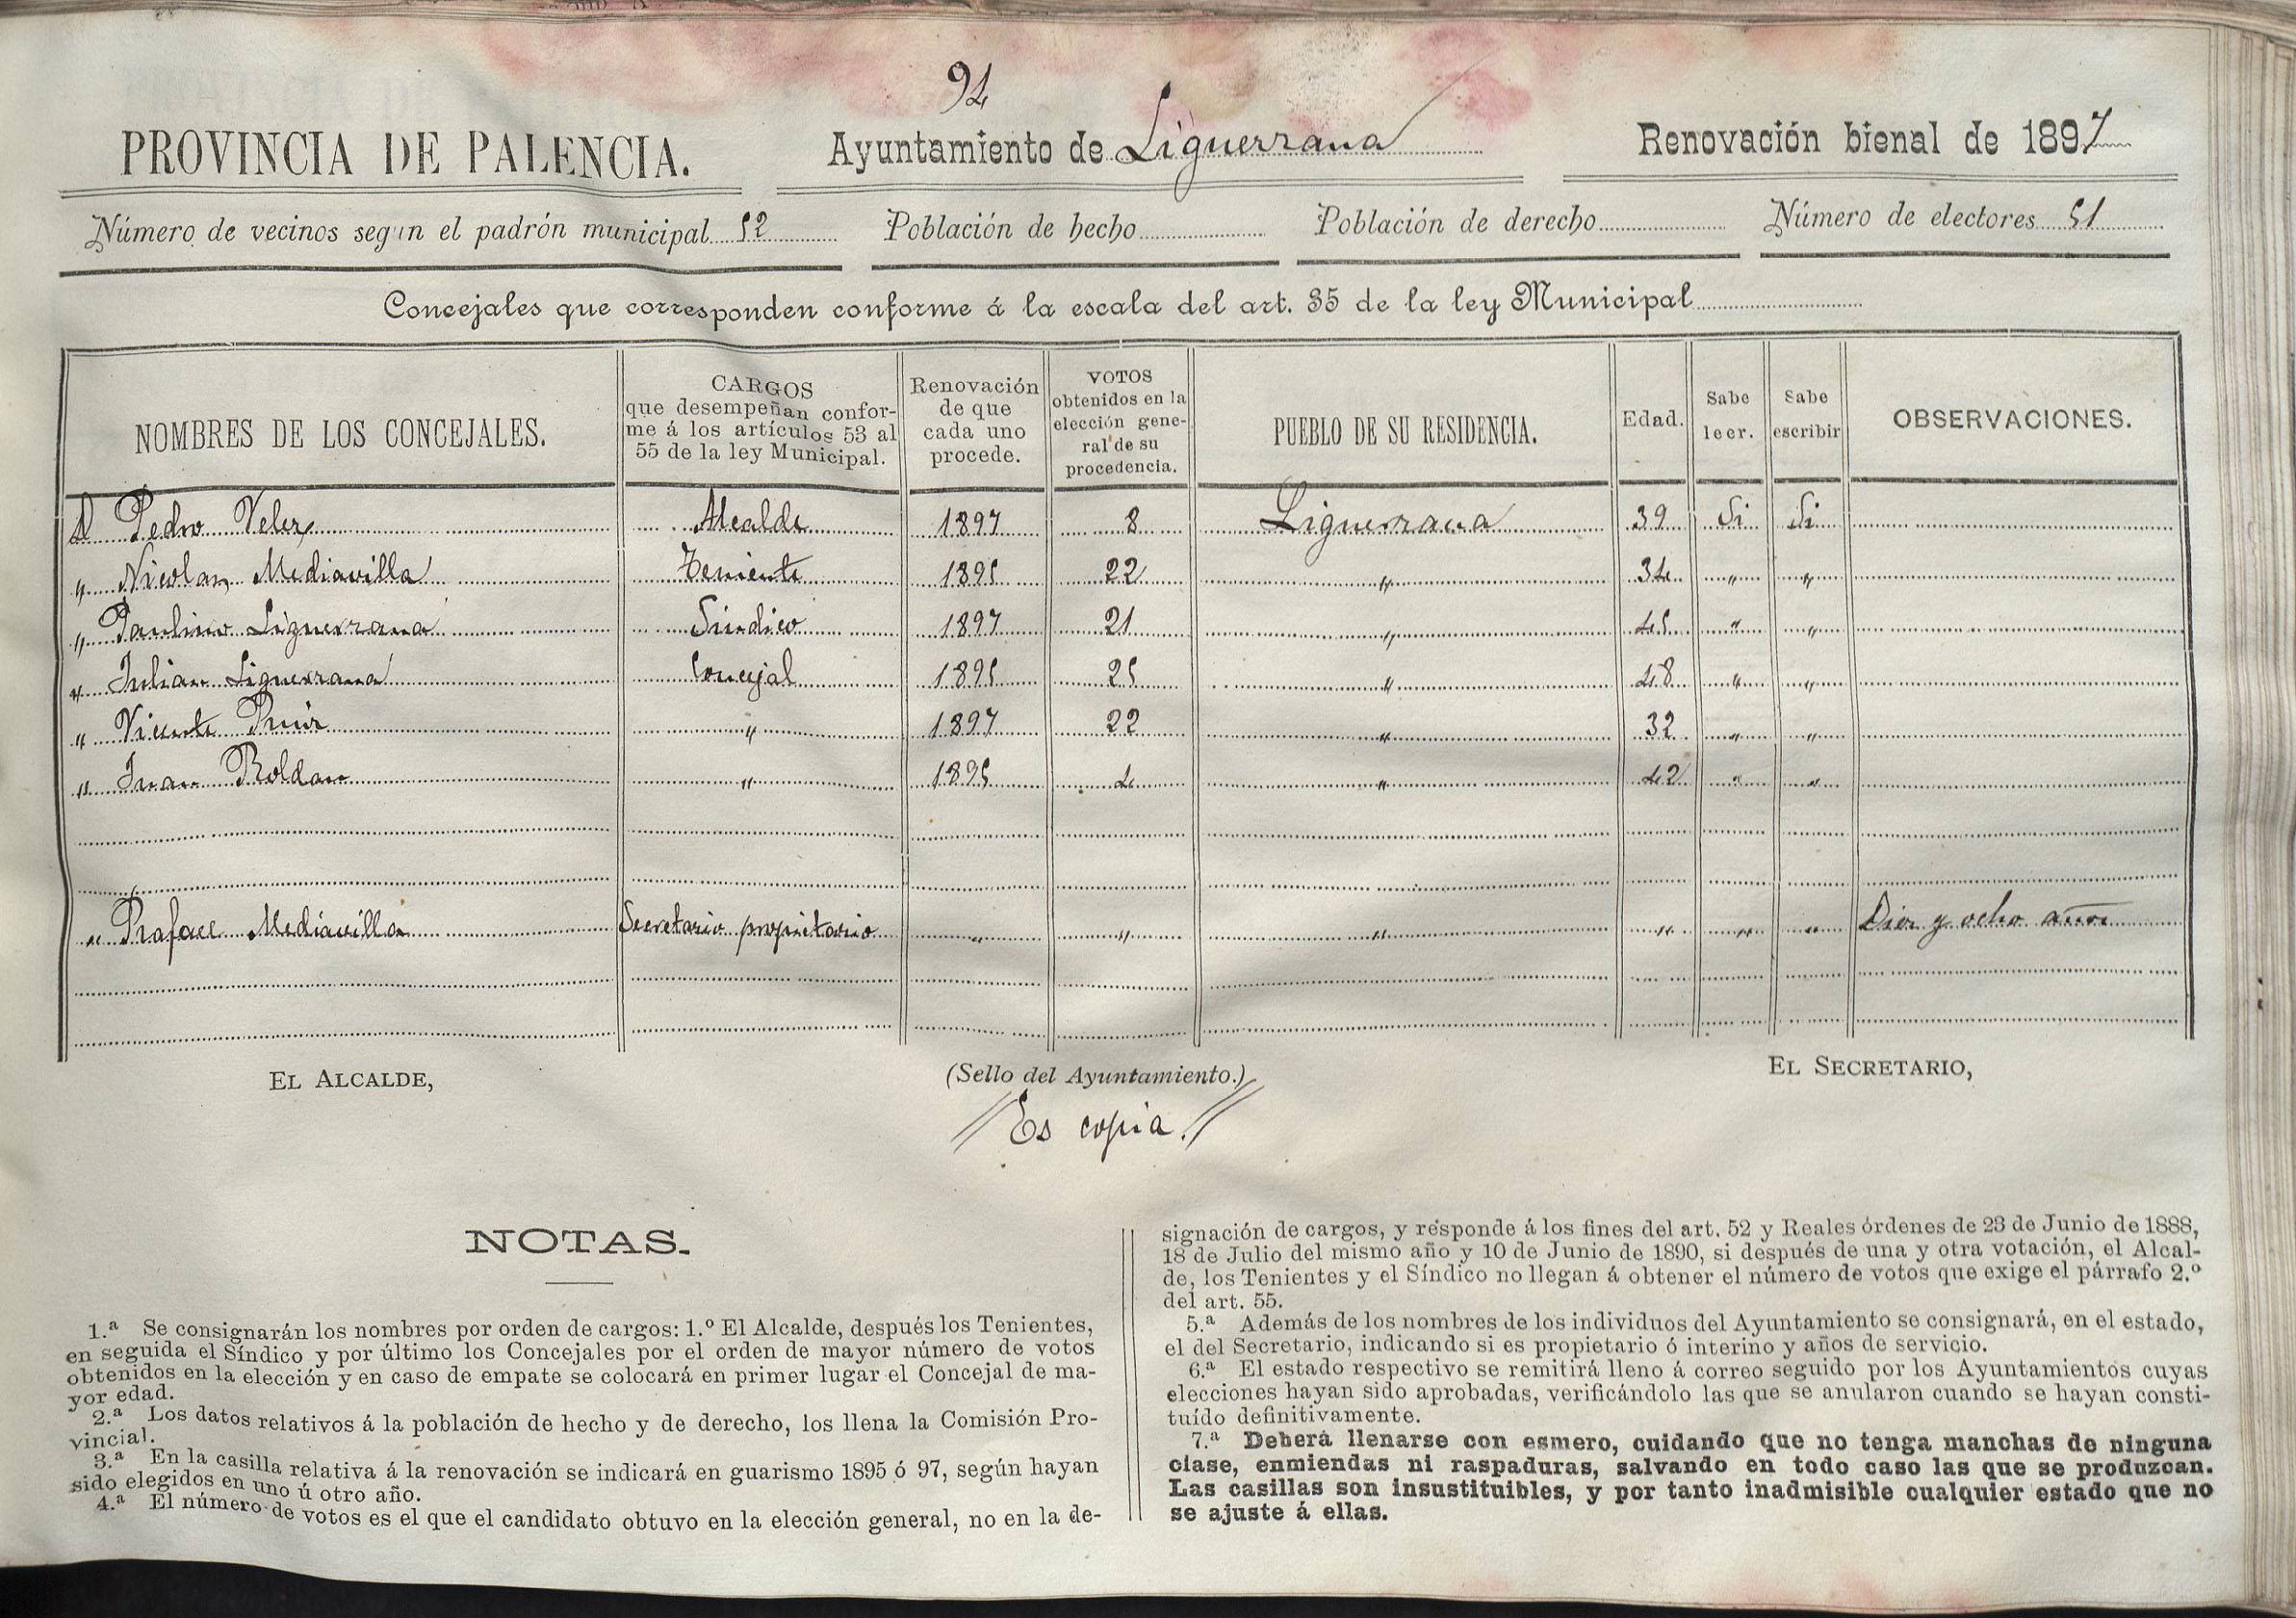 94
PROVINCIA DE PALENCIA. Ayuntamiento de Liguerzana Renovación bienal de 1897
Número de vecinos según el padrón municipal 52 Población de hecho Población de derecho Número de electores 51
Concejales que corresponden conforme á la escala del art. 35 de la ley Municipal
NOMBRES DE LOS CONCEJALES. CARGOS que desempeñan confor- me á los artículos 53 al 55 de la ley Municipal. Renovación de que cada uno procede. VOTOS obtenidos en la elección gene- ral de su procedencia. PUEBLO DE SU RESIDENCIA. Edad. Sabe leer. Sabe escribir OBSERVACIONES.
D Pedro Velez Alcalde 1897 8 Liguerzana 39 Si Si
" Nicolas Mediavilla Teniente 1895 22 " 34 " "
" Paulino Liguerzana Sindico 1897 21 " 45 " "
" Julian Liguerzana Concejal 1895 25 " 48 " "
" Vicente " 1897 22 " 32 " "
" Juan Roldan " 1895 4 " 42 " "
" Rafael Mediavilla Secretario propietario " " " " " " Diez y ocho años
EL ALCALDE, (Sello del Ayuntamiento.) EL SECRETARIO,
// Es copia. //
NOTAS.
1.ª Se consignarán los nombres por orden de cargos: 1.º El Alcalde, después los Tenientes,
en seguida el Síndico y por último los Concejales por el orden de mayor número de votos
obtenidos en la elección y en caso de empate se colocará en primer lugar el Concejal de ma-
yor edad.
2.ª Los datos relativos á la población de hecho y de derecho, los llena la Comisión Pro-
vincial.
3.ª En la casilla relativa á la renovación se indicará en guarismo 1895 ó 97, según hayan
sido elegidos en uno ú otro año.
4.ª El número de votos es el que el candidato obtuvo en la elección general, no en la de-
signación de cargos, y responde á los fines del art. 52 y Reales órdenes de 23 de Junio de 1888,
18 de Julio del mismo año y 10 de Junio de 1890, si después de una y otra votación, el Alcal-
de, los Tenientes y el Síndico no llegan á obtener el número de votos que exige el párrafo 2.º
del art. 55.
5.ª Además de los nombres de los individuos del Ayuntamiento se consignará, en el estado,
el del Secretario, indicando si es propietario ó interino y años de servicio.
6.ª El estado respectivo se remitirá lleno á correo seguido por los Ayuntamientos cuyas
elecciones hayan sido aprobadas, verificándolo las que se anularon cuando se hayan consti-
tuído definitivamente.
7.ª Deberá llenarse con esmero, cuidando que no tenga manchas de ninguna
clase, enmiendas ni raspaduras, salvando en todo caso las que se produzcan.
Las casillas son insustituibles, y por tanto inadmisible cualquier estado que no
se ajuste á ellas.